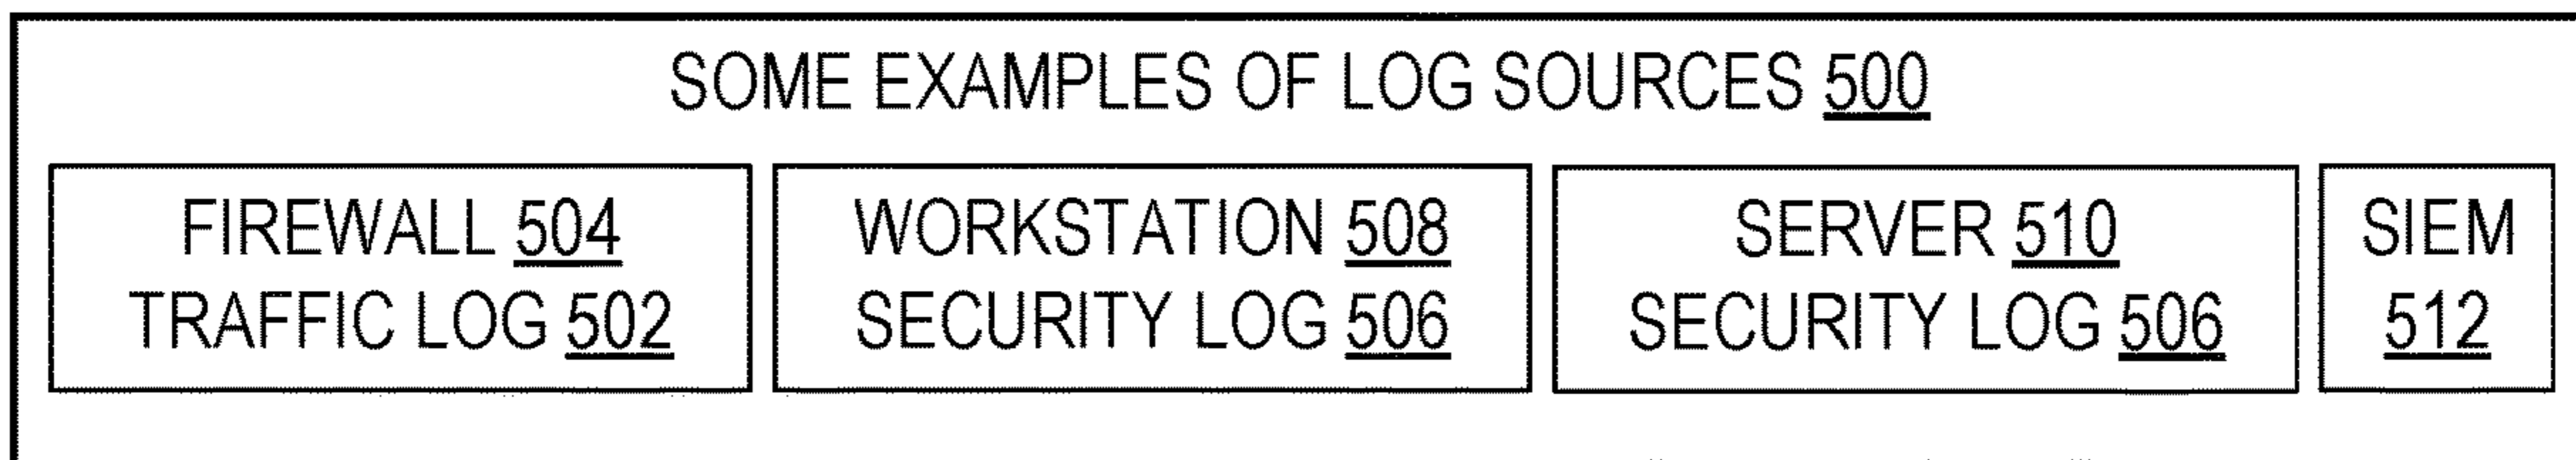 SOME EXAMPLES OF LOG SOURCES 500
FIREWALL 504
TRAFFIC LOG 502
WORKSTATION 508
SECURITY LOG 506
SERVER 510
SECURITY LOG 506
SIEM
512